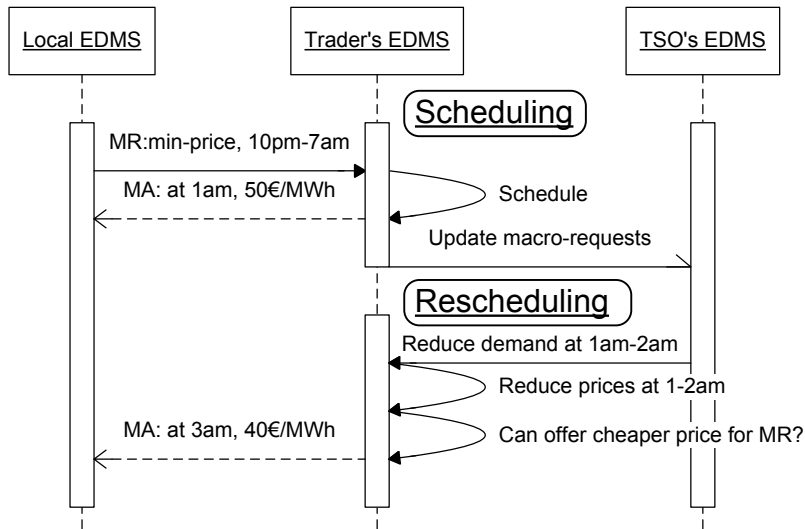 Local EDMS
Trader's EDMS
TSO's EDMS
Scheduling
MR:min-price, 10pm-7am
MA: at 1am, 50€/MWh
Schedule
Update macro-requests
Rescheduling
Reduce demand at 1am-2am
Reduce prices at 1-2am
MA: at 3am, 40€/MWh
Can offer cheaper price for MR?